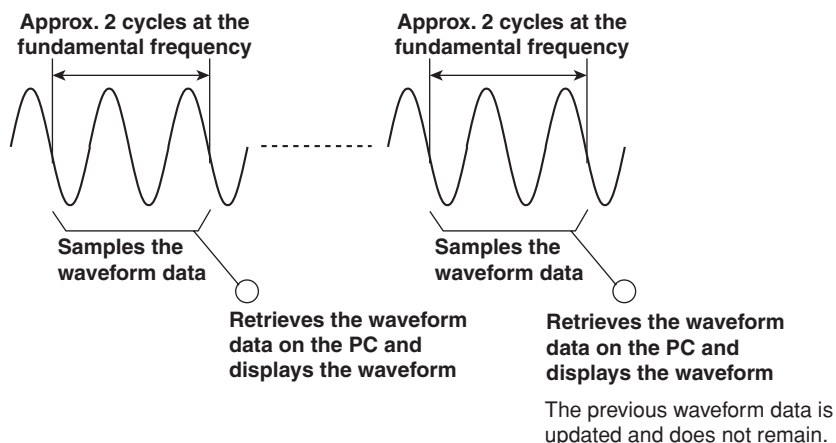 Approx. 2 cycles at the
fundamental frequency
Approx. 2 cycles at the
fundamental frequency
Samples the
waveform data
Samples the
waveform data
Retrieves the waveform
data on the PC and
displays the waveform
Retrieves the waveform
data on the PC and
displays the waveform
The previous waveform data is
updated and does not remain.